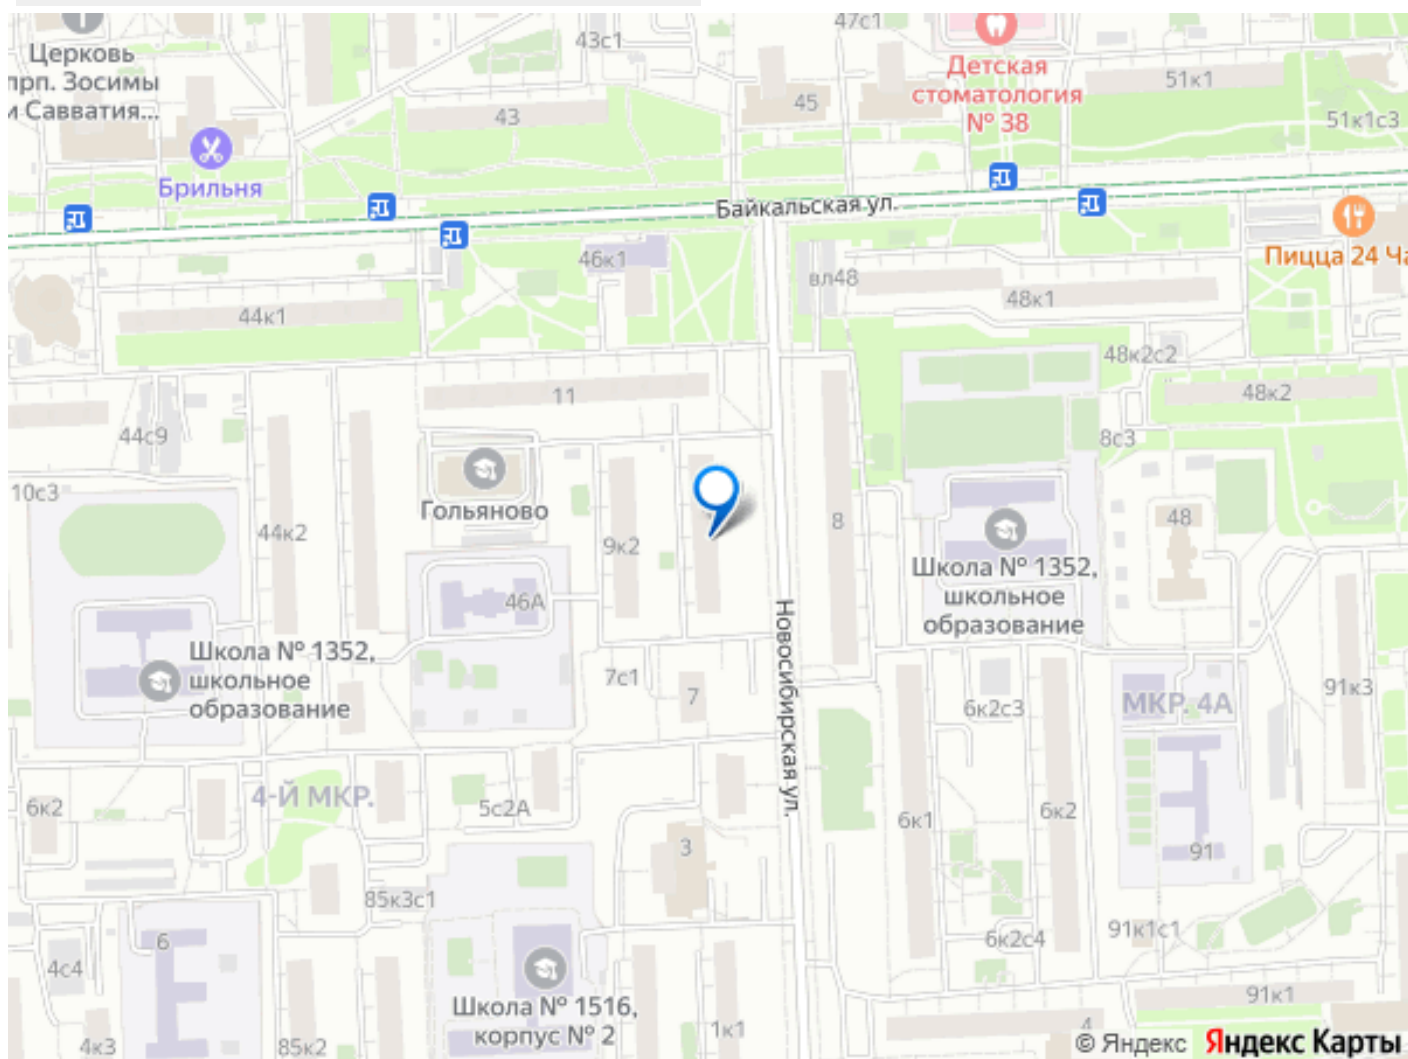 47с1
43с1
Церковь
прп. Зосимы
и Савватия...
Детская
стоматология
№ 38
51к1
45
43
51к1с3
Брильня
Байкальская ул.
Пицца 24 Ча
46к1
вл48
48к1
44к1
48к2с2
48к2
11
44с9
8с3
10с3
Гольяново
44к2
9к2
8
48
Школа № 1352,
школьное
образование
46А
Новосибирская ул.
Школа № 1352,
школьное
образование
7с1
7
6к2с3
МКР. 4А
91к3
4-Й МКР.
6к2
5с2А
6к1
6к2
3
91
85к3с1
6
91к1с1
6к2с4
4с4
Школа № 1516,
корпус № 2
91к1
1к1
4
4к3
85к2
© Яндекс Яндекс Карты